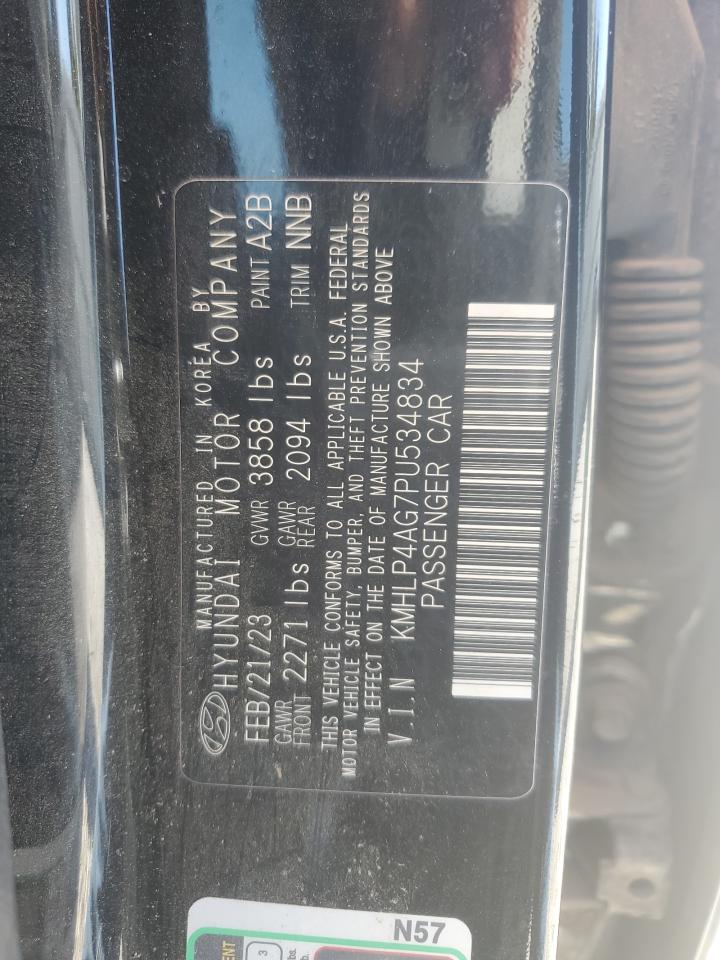 MANUFACTURED IN KOREA BY
HYUNDAI MOTOR COMPANY
FEB/21/23 GVWR 3858 lbs PAINT A2B
GAWR FRONT 2271 lbs GAWR REAR 2094 lbs TRIM NNB
THIS VEHICLE CONFORMS TO ALL APPLICABLE U.S.A. FEDERAL
MOTOR VEHICLE SAFETY, BUMPER, AND THEFT PREVENTION STANDARDS
IN EFFECT ON THE DATE OF MANUFACTURE SHOWN ABOVE
V.I.N KMHLP4AG7PU534834
PASSENGER CAR
N57
3